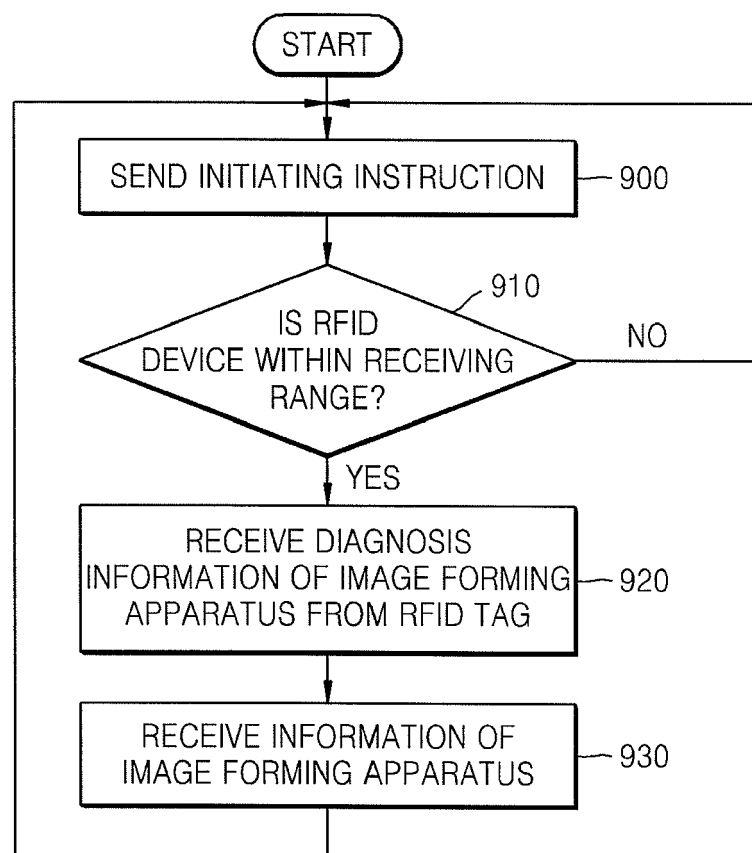 START
SEND INITIATING INSTRUCTION
900
910
IS RFID
DEVICE WITHIN RECEIVING
RANGE?
NO
YES
RECEIVE DIAGNOSIS
INFORMATION OF IMAGE FORMING
APPARATUS FROM RFID TAG
920
RECEIVE INFORMATION OF
IMAGE FORMING APPARATUS
930